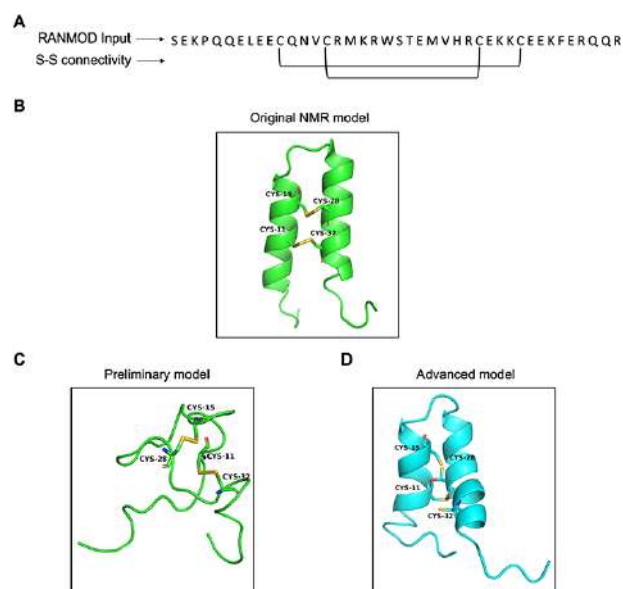 A
RANMOD Input → S E K P Q Q E L E E C Q N V C R M K R W S T E M V H R C E K K C E E K F E R Q Q R
S-S connectivity →
B
Original NMR model
CYS-15 CYS-28
CYS-11 CYS-32
C
Preliminary model
CYS-15
CYS-28 CYS-11
CYS-32
D
Advanced model
CYS-15
CYS-28
CYS-11
CYS-32